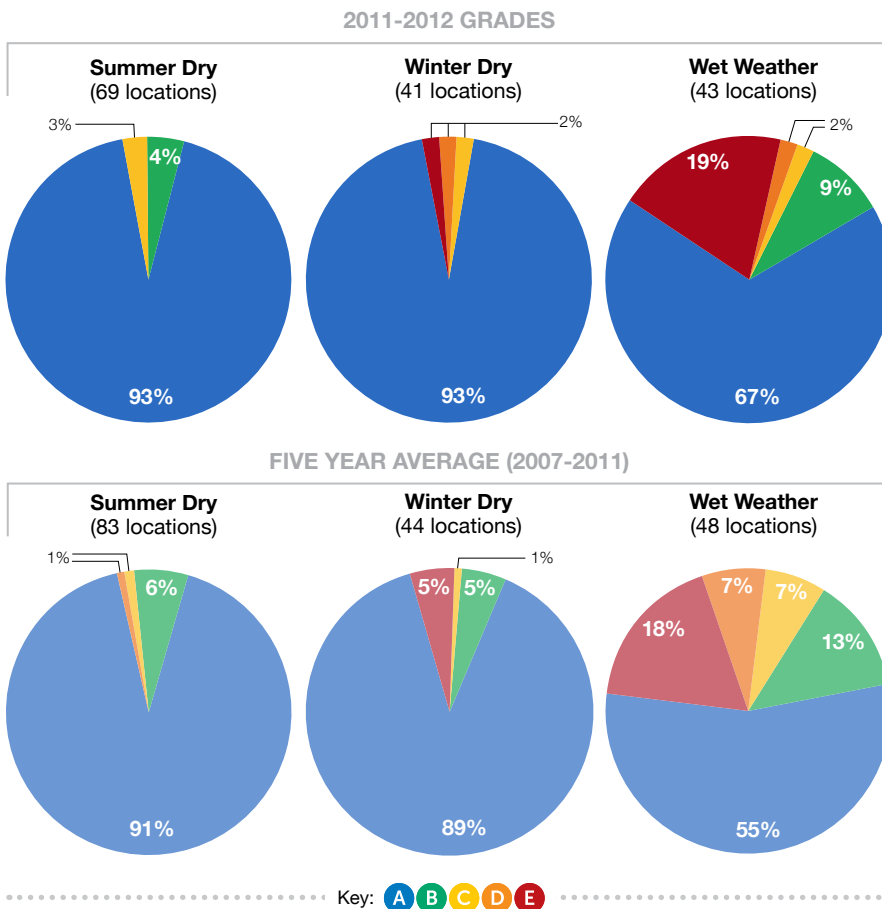 2011-2012 GRADES
Summer Dry
(69 locations)
3%
4%
93%
Winter Dry
(41 locations)
2%
93%
Wet Weather
(43 locations)
19%
2%
9%
67%
FIVE YEAR AVERAGE (2007-2011)
Summer Dry
(83 locations)
1%
6%
91%
Winter Dry
(44 locations)
5%
1%
5%
89%
Wet Weather
(48 locations)
18%
7%
7%
13%
55%
Key: A B C D E